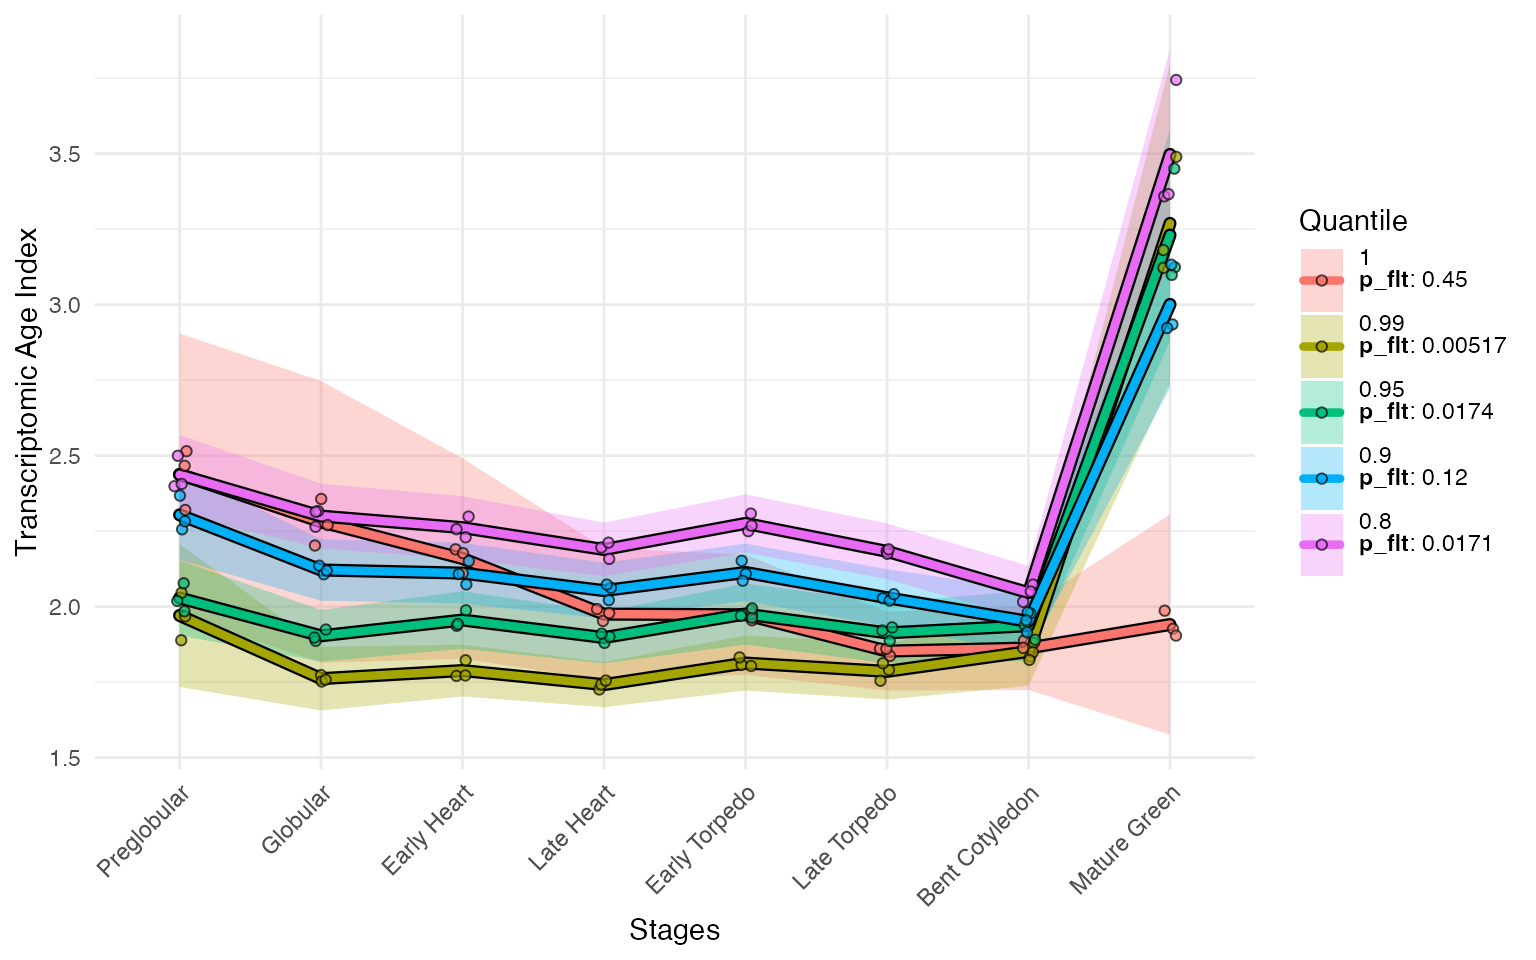 Transcriptomic Age Index
3.5
3.0
2.5
2.0
1.5
Preglobular
Globular
Early Heart
Late Heart
Early Torpedo
Late Torpedo
Bent Cotyledon
Mature Green
Stages
Quantile
1
p_flt: 0.45
0.99
p_flt: 0.00517
0.95
p_flt: 0.0174
0.9
p_flt: 0.12
0.8
p_flt: 0.0171